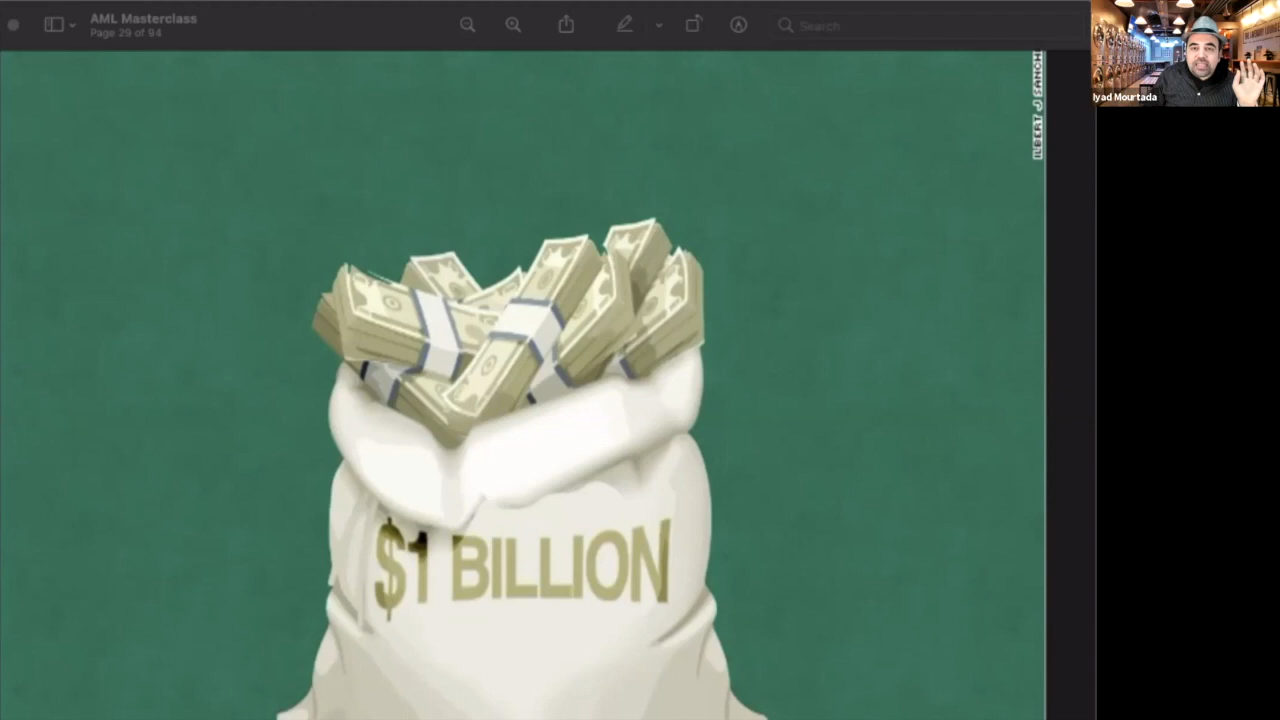 AML Masterclass
Page 29 of 94
Search
Iyad Mourtada
$1 BILLION